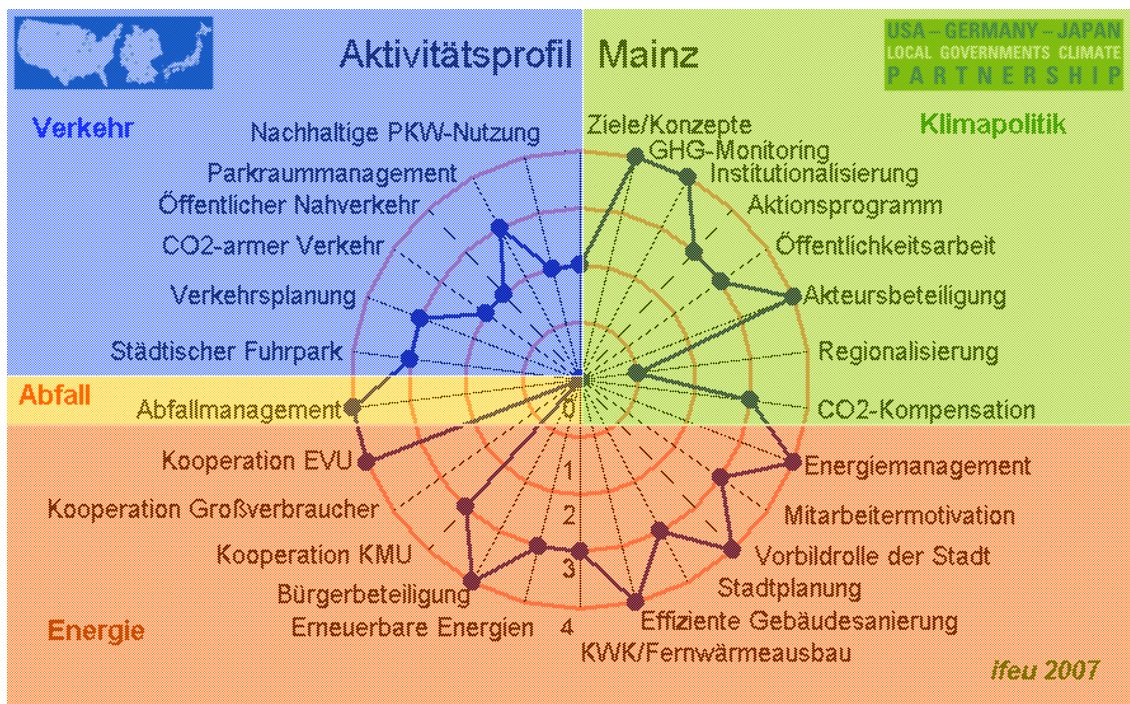 Aktivitätsprofil Mainz
USA – GERMANY – JAPAN
LOCAL GOVERNMENTS CLIMATE
PARTNERSHIP
Verkehr
Klimapolitik
Nachhaltige PKW-Nutzung
Parkraummanagement
Öffentlicher Nahverkehr
CO2-armer Verkehr
Verkehrsplanung
Städtischer Fuhrpark
Ziele/Konzepte
GHG-Monitoring
Institutionalisierung
Aktionsprogramm
Öffentlichkeitsarbeit
Akteursbeteiligung
Regionalisierung
CO2-Kompensation
Abfall
Abfallmanagement
0
1
2
3
4
Kooperation EVU
Kooperation Großverbraucher
Kooperation KMU
Bürgerbeteiligung
Erneuerbare Energien
Energiemanagement
Mitarbeitermotivation
Vorbildrolle der Stadt
Stadtplanung
Effiziente Gebäudesanierung
KWK/Fernwärmeausbau
Energie
ifeu 2007